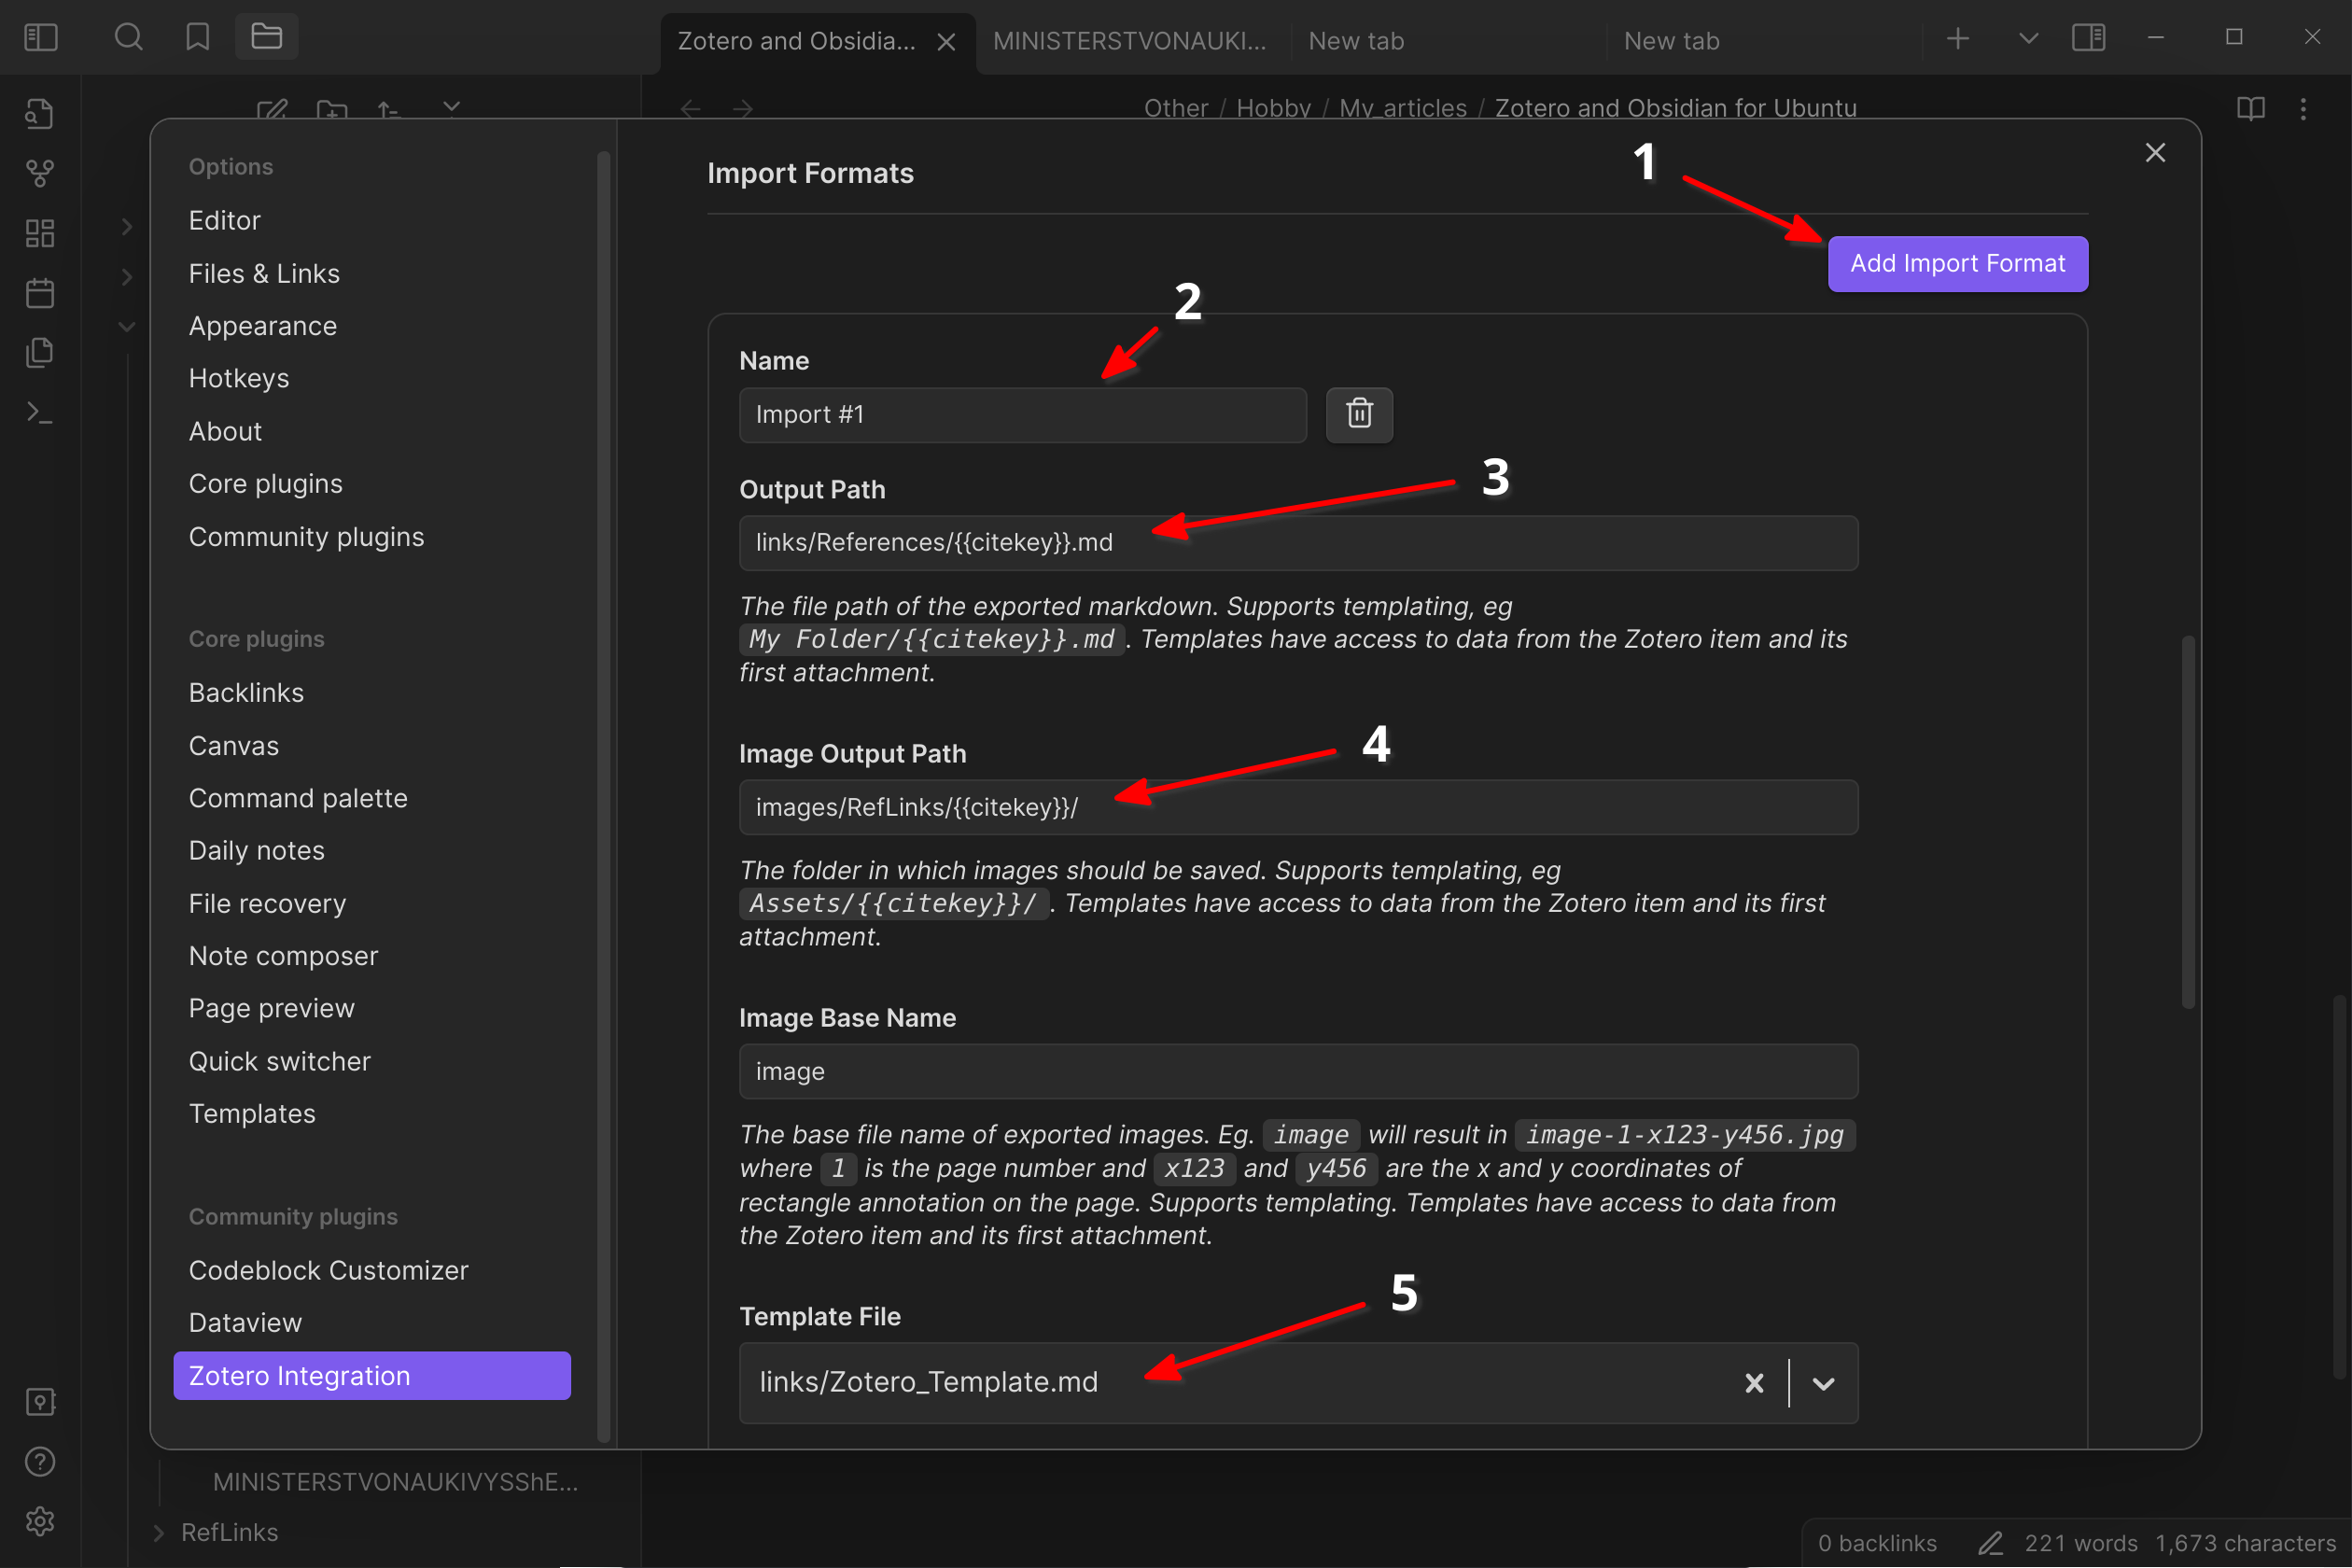 Zotero and Obsidia...
MINISTERSTVONAUKI...
New tab
New tab
Other / Hobby / My_articles / Zotero and Obsidian for Ubuntu
Options
Editor
Files & Links
Appearance
Hotkeys
About
Core plugins
Community plugins
Core plugins
Backlinks
Canvas
Command palette
Daily notes
File recovery
Note composer
Page preview
Quick switcher
Templates
Community plugins
Codeblock Customizer
Dataview
Zotero Integration
Import Formats
1
Add Import Format
2
Name
Import #1
3
Output Path
links/References/{{citekey}}.md
The file path of the exported markdown. Supports templating, eg
My Folder/{{citekey}}.md. Templates have access to data from the Zotero item and its
first attachment.
4
Image Output Path
images/RefLinks/{{citekey}}/
The folder in which images should be saved. Supports templating, eg
Assets/{{citekey}}/. Templates have access to data from the Zotero item and its first
attachment.
Image Base Name
image
The base file name of exported images. Eg. image will result in image-1-x123-y456.jpg
where 1 is the page number and x123 and y456 are the x and y coordinates of
rectangle annotation on the page. Supports templating. Templates have access to data from
the Zotero item and its first attachment.
5
Template File
links/Zotero_Template.md
MINISTERSTVONAUKIVYSShE...
RefLinks
0 backlinks
221 words
1,673 characters